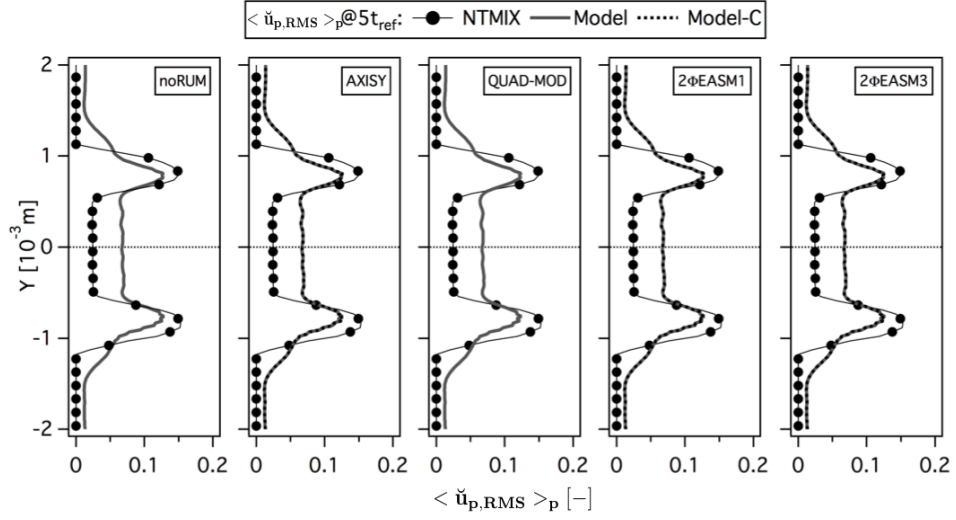 < ŭp,RMS >p@5tref: NTMIX Model Model-C
noRUM AXISY QUAD-MOD 2ΦEASM1 2ΦEASM3
Y [10-3m]
2
1
0
-1
-2
0 0.1 0.2 0 0.1 0.2 0 0.1 0.2 0 0.1 0.2 0 0.1 0.2
< ŭp,RMS >p [−]